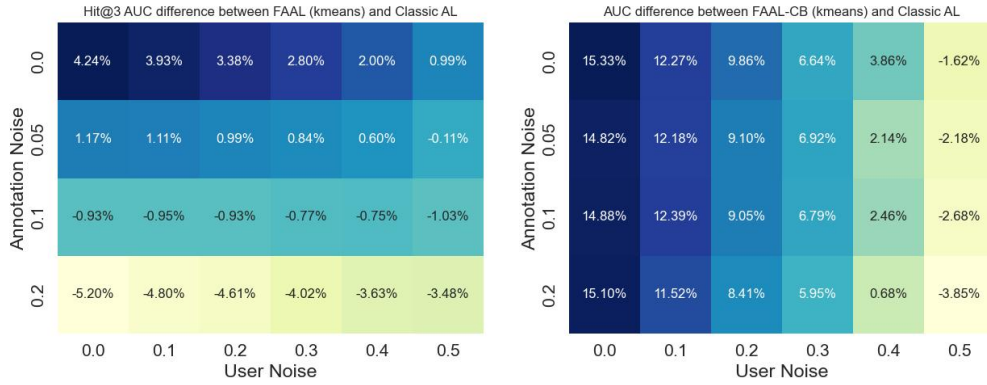 Hit@3 AUC difference between FAAL (kmeans) and Classic AL
Annotation Noise
0.0
4.24% 3.93% 3.38% 2.80% 2.00% 0.99%
0.05
1.17% 1.11% 0.99% 0.84% 0.60% -0.11%
0.1
-0.93% -0.95% -0.93% -0.77% -0.75% -1.03%
0.2
-5.20% -4.80% -4.61% -4.02% -3.63% -3.48%
0.0 0.1 0.2 0.3 0.4 0.5
User Noise
AUC difference between FAAL-CB (kmeans) and Classic AL
Annotation Noise
0.0
15.33% 12.27% 9.86% 6.64% 3.86% -1.62%
0.05
14.82% 12.18% 9.10% 6.92% 2.14% -2.18%
0.1
14.88% 12.39% 9.05% 6.79% 2.46% -2.68%
0.2
15.10% 11.52% 8.41% 5.95% 0.68% -3.85%
0.0 0.1 0.2 0.3 0.4 0.5
User Noise